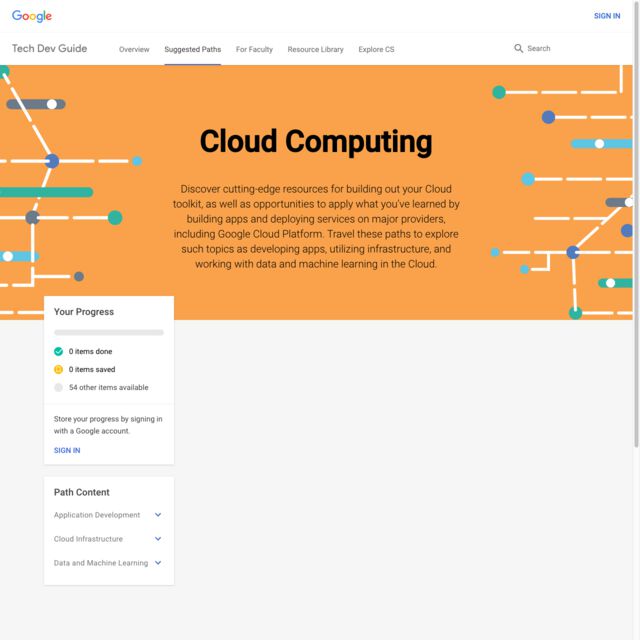 Google
SIGN IN
Tech Dev Guide
Overview
Suggested Paths
For Faculty
Resource Library
Explore CS
Search
Cloud Computing
Discover cutting-edge resources for building out your Cloud
toolkit, as well as opportunities to apply what you've learned by
building apps and deploying services on major providers,
including Google Cloud Platform. Travel these paths to explore
such topics as developing apps, utilizing infrastructure, and
working with data and machine learning in the Cloud.
Your Progress
0 items done
0 items saved
54 other items available
Store your progress by signing in
with a Google account.
SIGN IN
Path Content
Application Development
Cloud Infrastructure
Data and Machine Learning